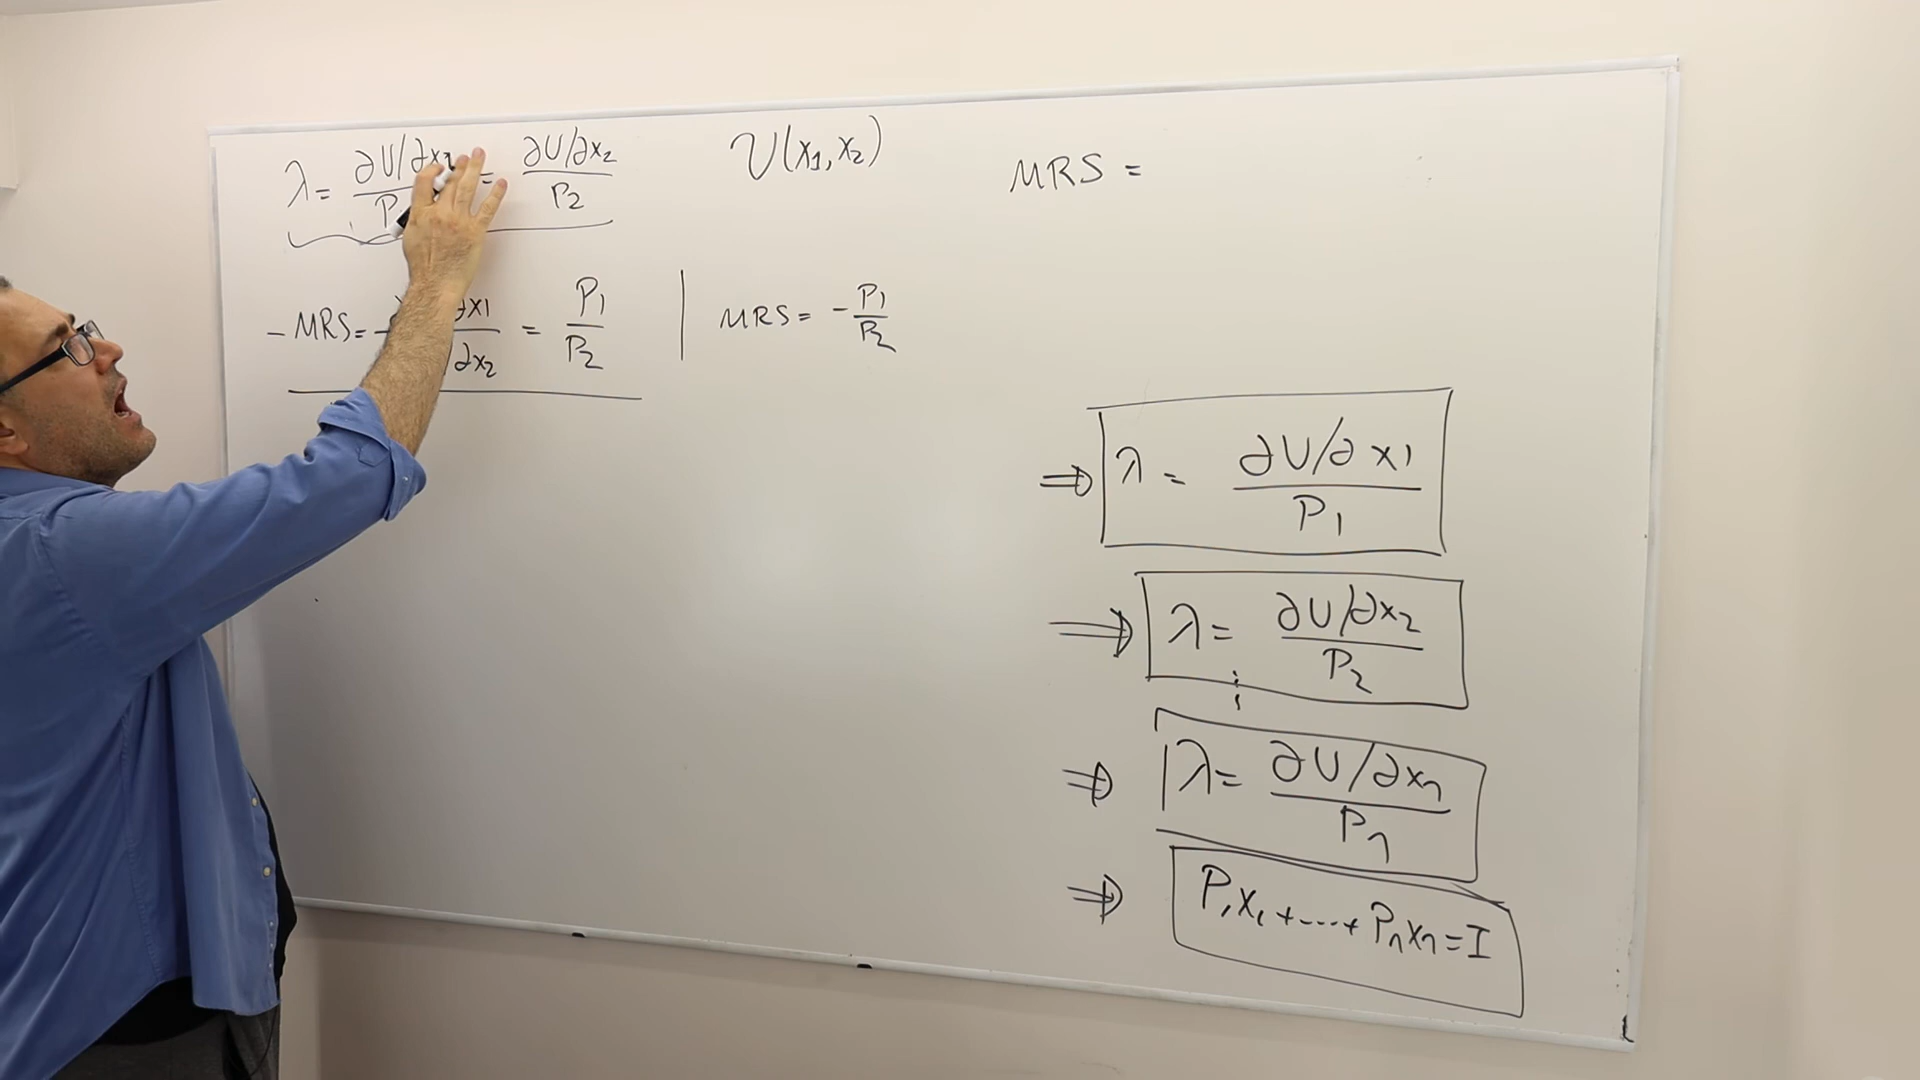 λ = ∂U/∂x1 / P = ∂U/∂x2 / P2
U(x1, x2)
MRS =
- MRS = - ∂x1 / ∂x2 = P1 / P2
MRS = - P1 / P2
⇒ λ = ∂U/∂x1 / P1
⇒ λ = ∂U/∂x2 / P2
⋮
⇒ λ = ∂U/∂xn / Pn
⇒ P1x1 + ---- + Pnxn = I